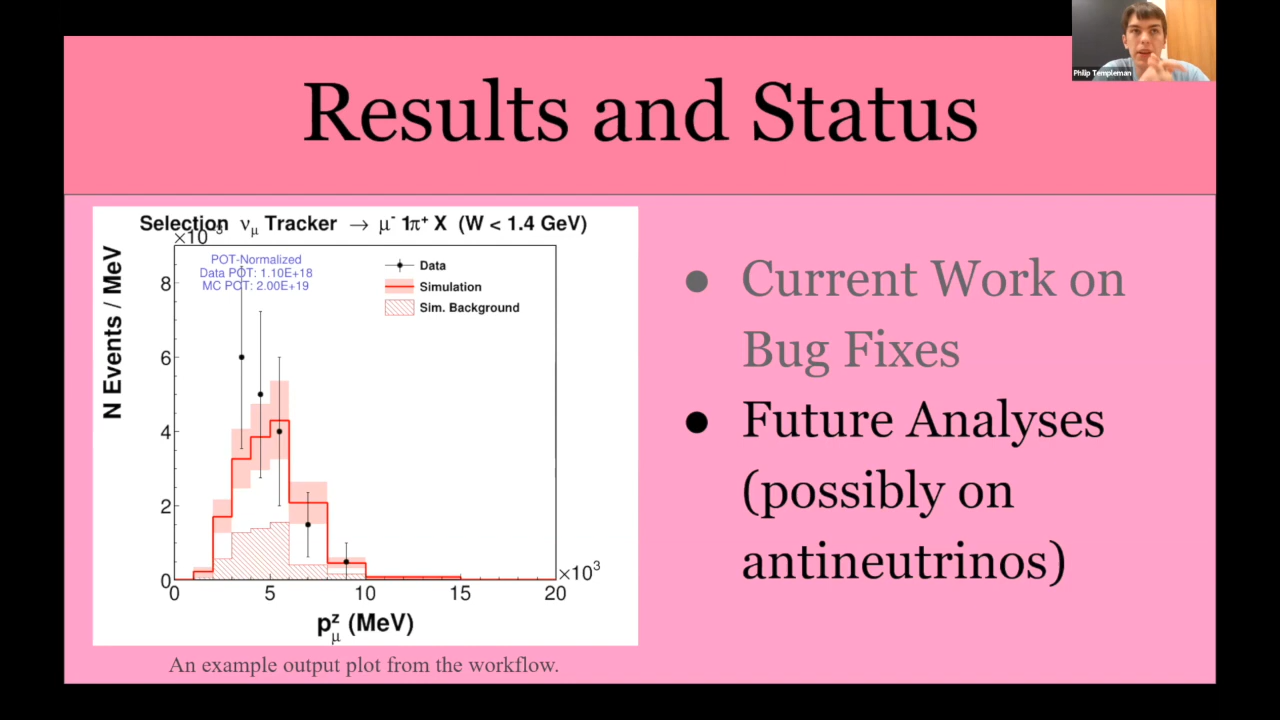 Philip Templeman
Results and Status
Selection νμ Tracker → μ- 1π+ X (W < 1.4 GeV)
×10-3
POT-Normalized
Data POT: 1.10E+18
MC POT: 2.00E+19
Data
Simulation
Sim. Background
N Events / MeV
8
6
4
2
0
0 5 10 15 20
×10³
pᶻμ (MeV)
An example output plot from the workflow.
● Current Work on
Bug Fixes
● Future Analyses
(possibly on
antineutrinos)